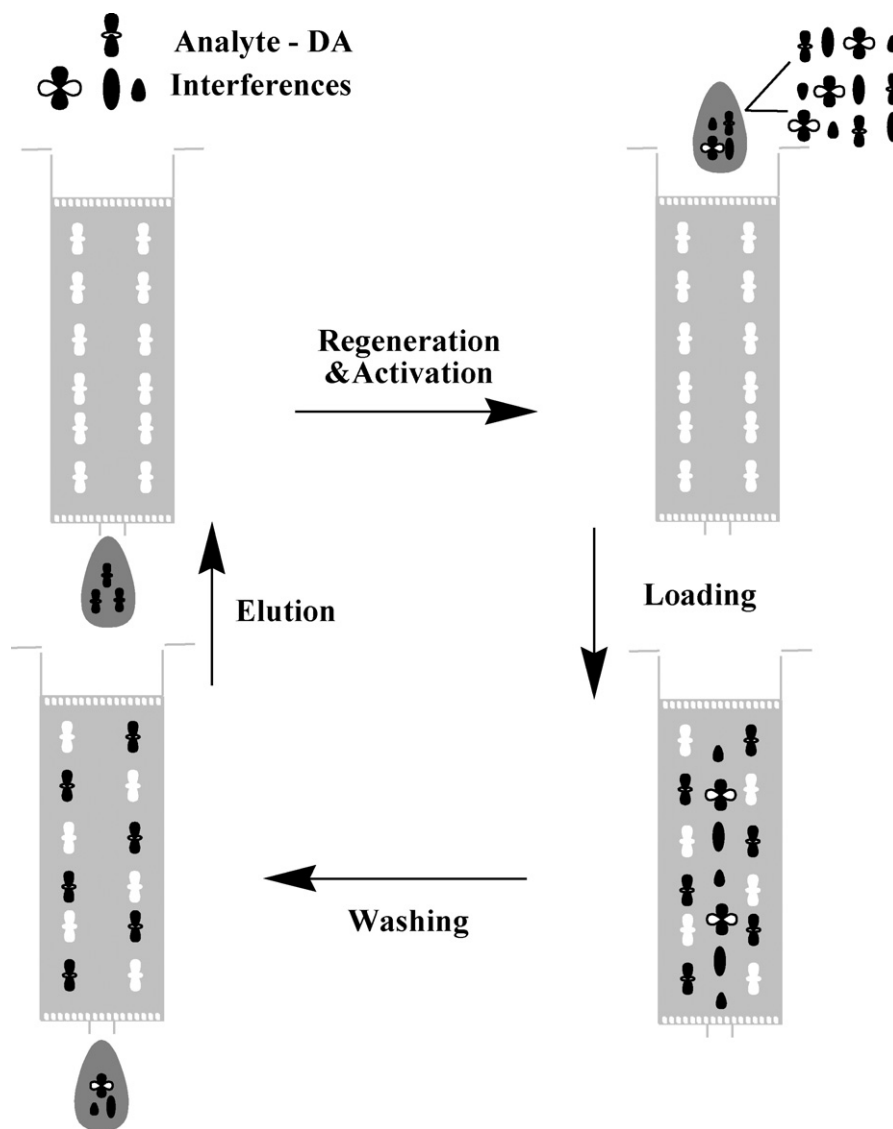 Analyte - DA
Interferences
Regeneration
&Activation
Elution
Loading
Washing